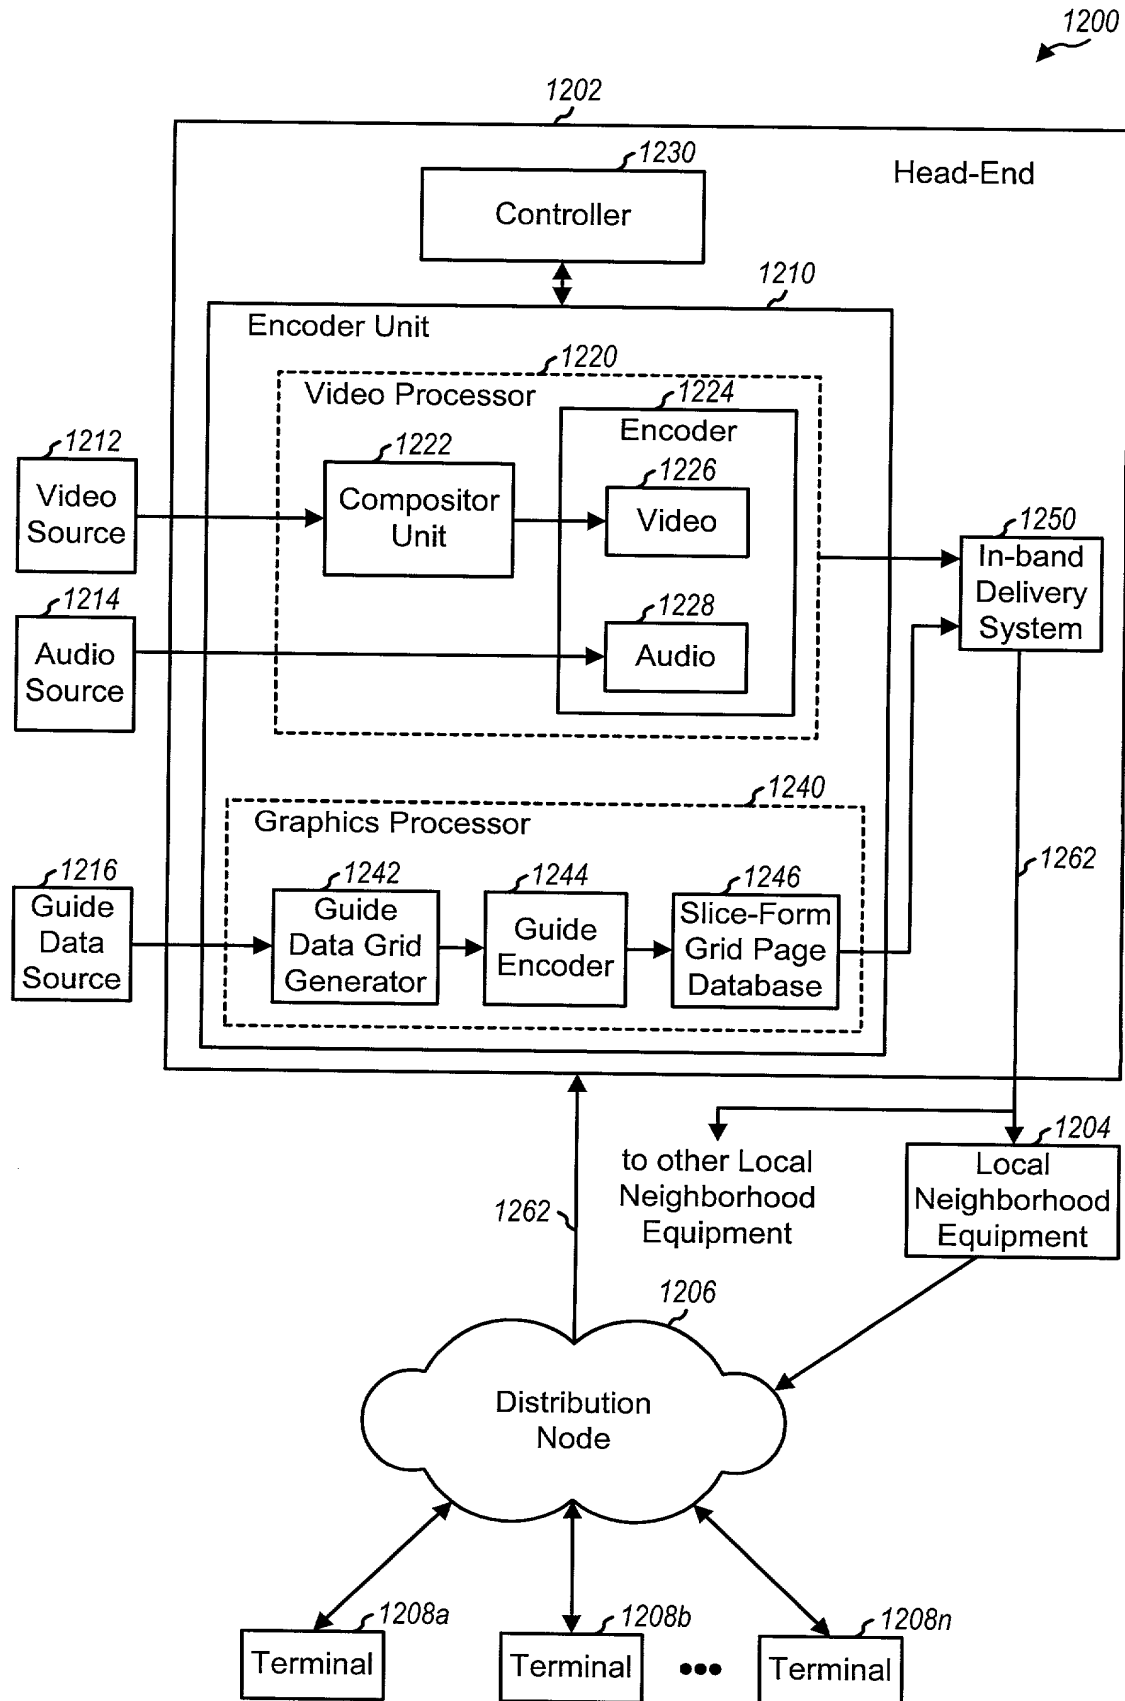 1200
1202
1230
Head-End
Controller
1210
Encoder Unit
1220
Video Processor
1224
Encoder
1212
1222
1226
Video
Source
Compositor
Unit
Video
1250
In-band
Delivery
System
1214
1228
Audio
Source
Audio
1240
Graphics Processor
1262
1216
1242
1244
1246
Guide
Data
Source
Guide
Data Grid
Generator
Guide
Encoder
Slice-Form
Grid Page
Database
1204
to other Local
Neighborhood
Equipment
Local
Neighborhood
Equipment
1262
1206
Distribution
Node
1208a
1208b
1208n
Terminal
Terminal
•••
Terminal